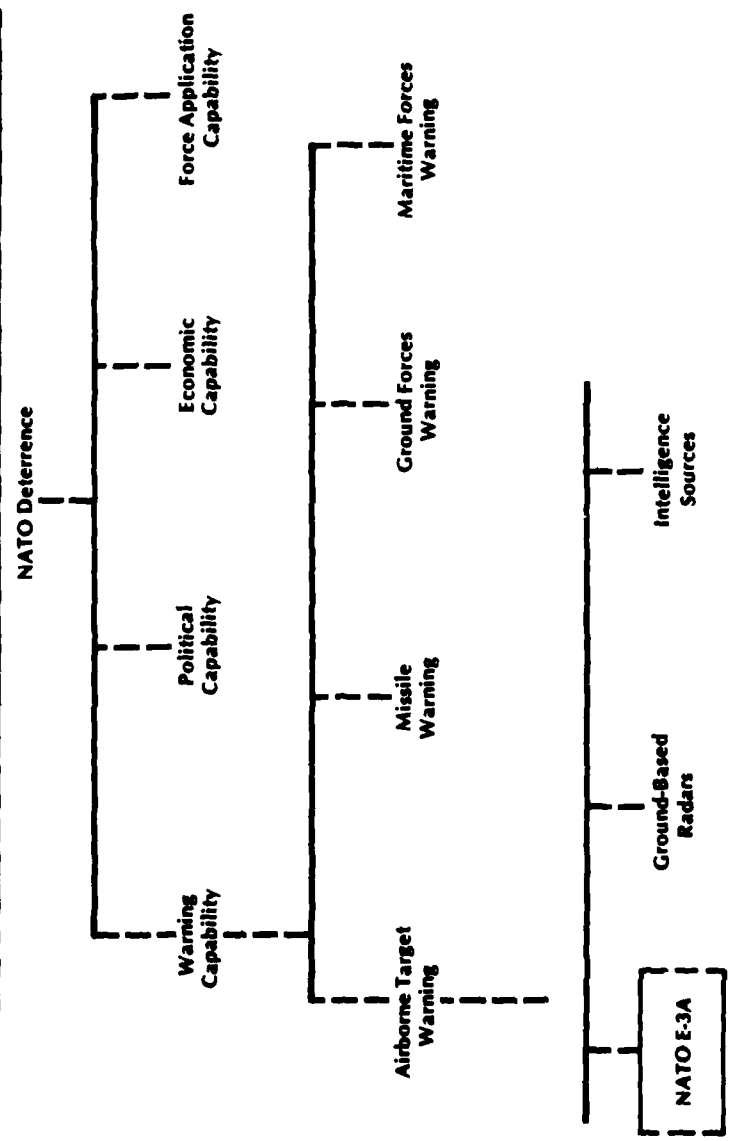 NATO Deterrence
Warning
Capability
Political
Capability
Economic
Capability
Force Application
Capability
Airborne Target
Warning
Missile
Warning
Ground Forces
Warning
Maritime Forces
Warning
NATO E-3A
Ground-Based
Radars
Intelligence
Sources